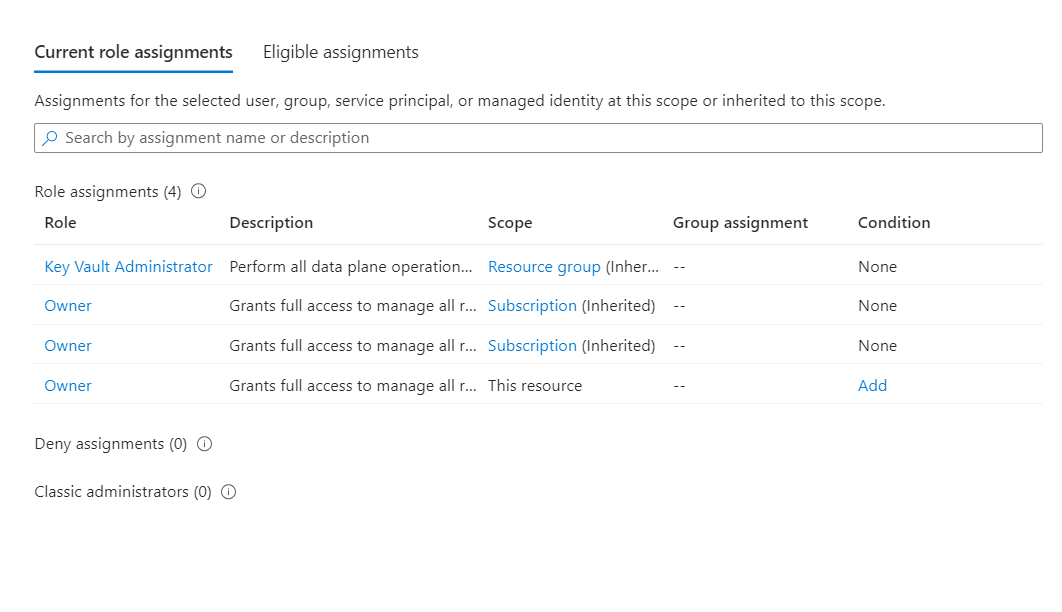 Current role assignments Eligible assignments
Assignments for the selected user, group, service principal, or managed identity at this scope or inherited to this scope.
Search by assignment name or description
Role assignments (4)
Role Description Scope Group assignment Condition
Key Vault Administrator Perform all data plane operation... Resource group (Inher... -- None
Owner Grants full access to manage all r... Subscription (Inherited) -- None
Owner Grants full access to manage all r... Subscription (Inherited) -- None
Owner Grants full access to manage all r... This resource -- Add
Deny assignments (0)
Classic administrators (0)